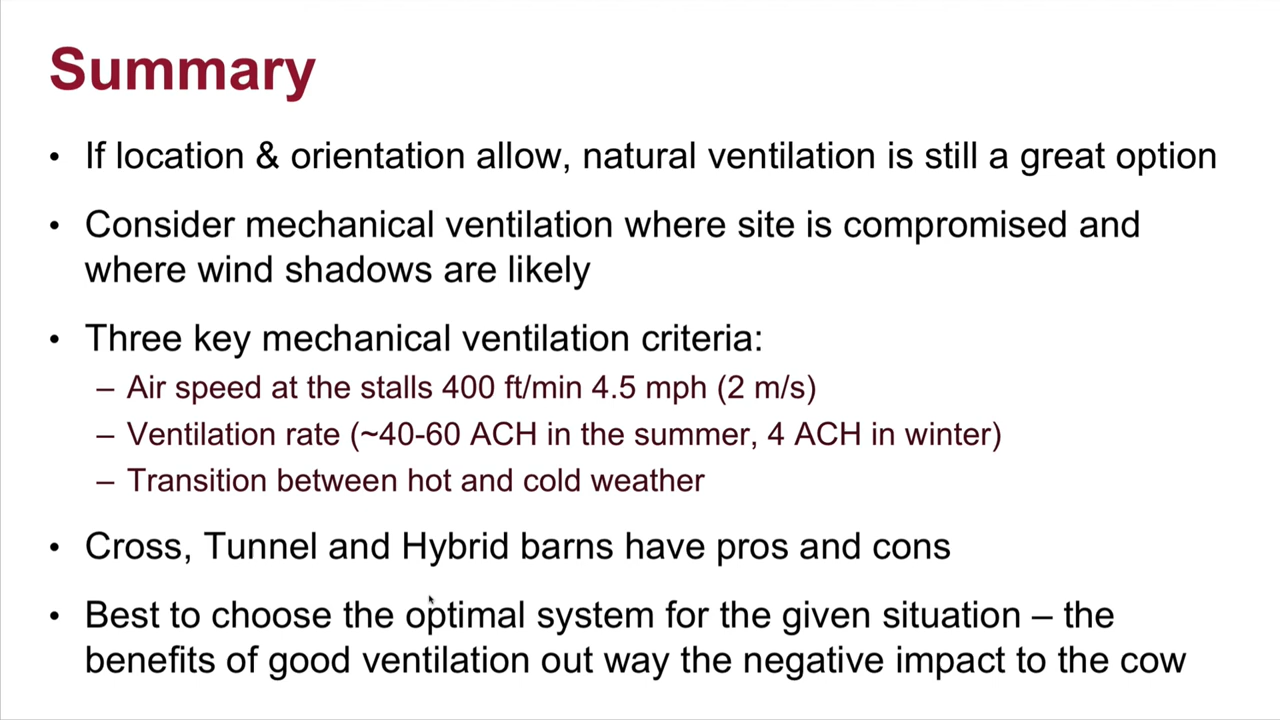 Summary
• If location & orientation allow, natural ventilation is still a great option
• Consider mechanical ventilation where site is compromised and
where wind shadows are likely
• Three key mechanical ventilation criteria:
– Air speed at the stalls 400 ft/min 4.5 mph (2 m/s)
– Ventilation rate (~40-60 ACH in the summer, 4 ACH in winter)
– Transition between hot and cold weather
• Cross, Tunnel and Hybrid barns have pros and cons
• Best to choose the optimal system for the given situation – the
benefits of good ventilation out way the negative impact to the cow